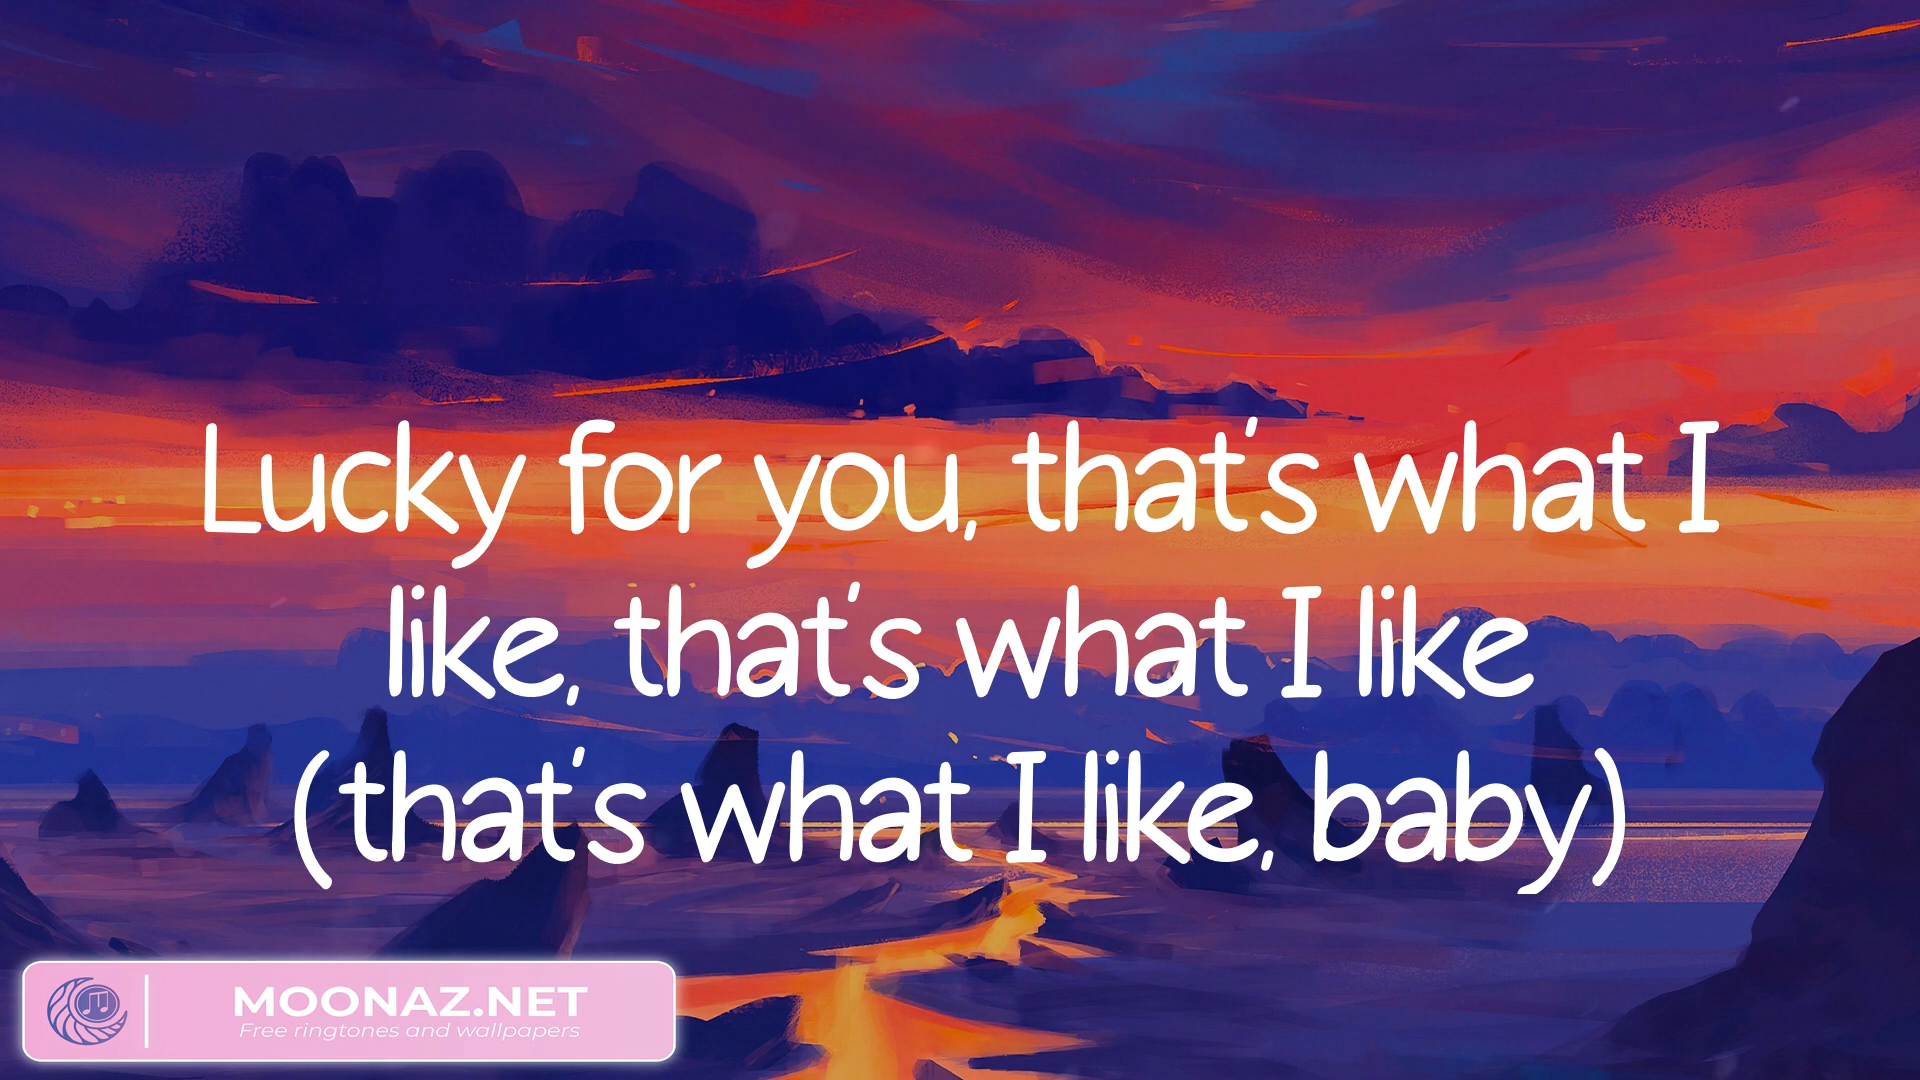 Lucky for you, that's what I
like, that's what I like
(that's what I like, baby)
MOONAZ.NET
Free ringtones and wallpapers